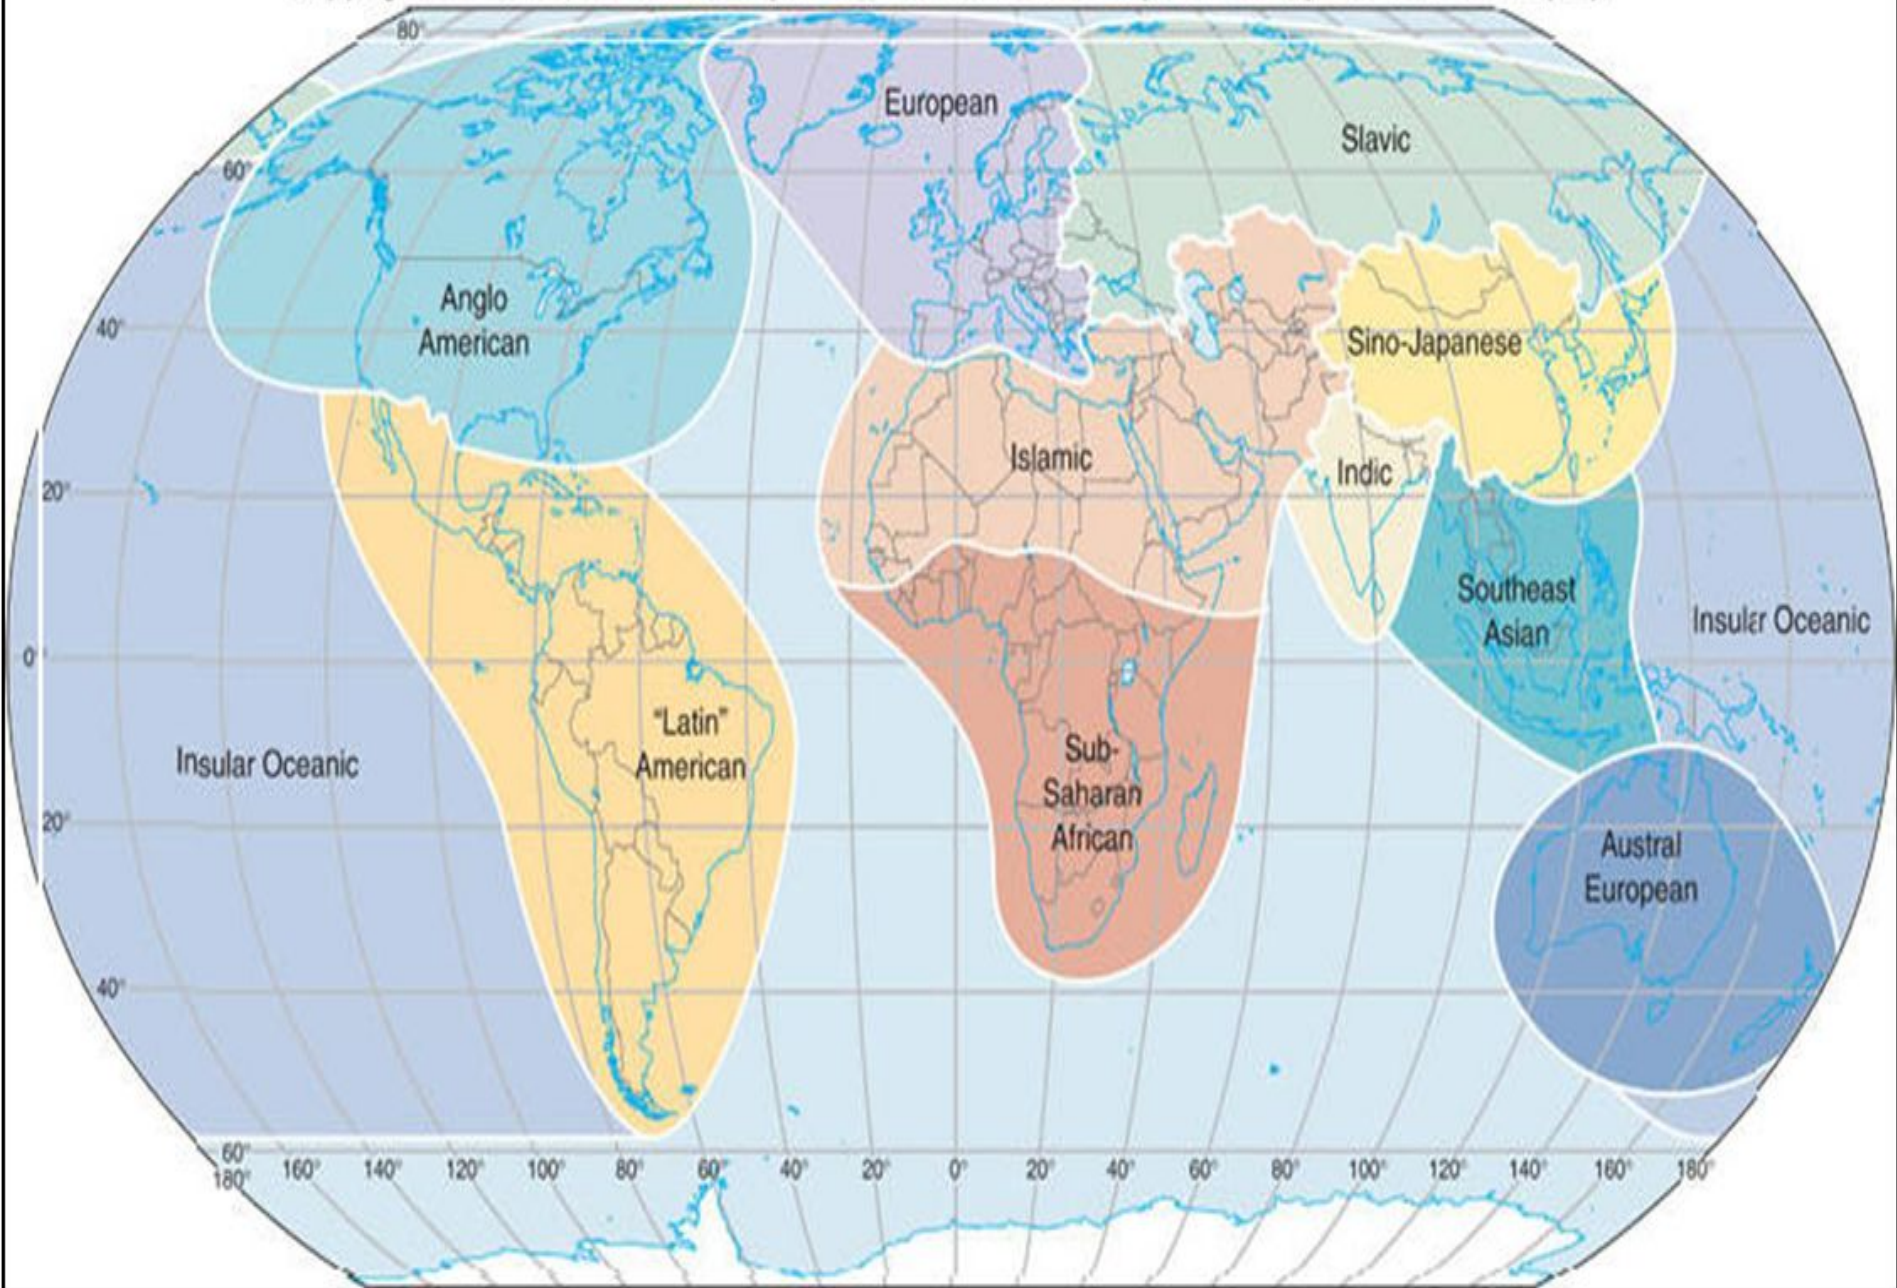 80°
European
Slavic
60°
Anglo
American
40°
Sino-Japanese
Islamic
Indic
20°
Southeast
Asian
Insular Oceanic
0°
"Latin"
American
Insular Oceanic
Sub-
Saharan
African
20°
Austral
European
40°
60°
180° 160° 140° 120° 100° 80° 60° 40° 20° 0° 20° 40° 60° 80° 100° 120° 140° 160° 180°